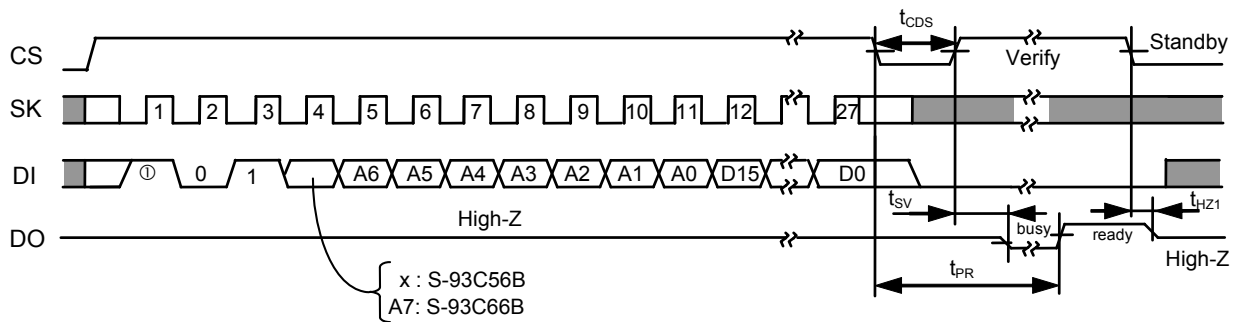 tCDS
CS Verify Standby
SK 1 2 3 4 5 6 7 8 9 10 11 12 27
DI ① 0 1 A6 A5 A4 A3 A2 A1 A0 D15 D0
tSV tHZ1
High-Z busy ready
DO High-Z
tPR
x : S-93C56B
A7: S-93C66B